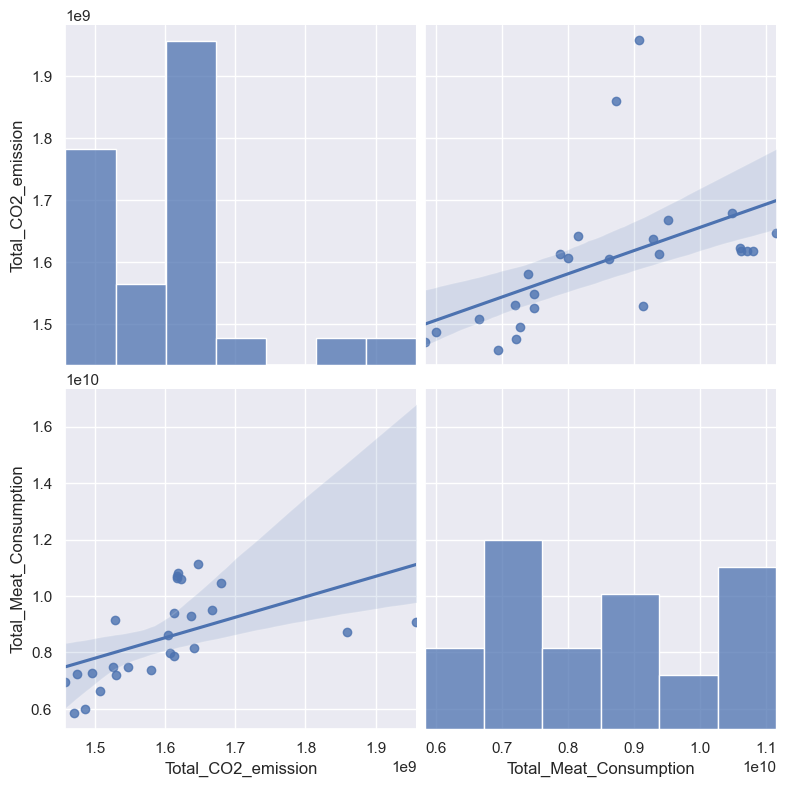 1e9
1.9
1.8
1.7
1.6
1.5
Total_CO2_emission
1e10
1.6
1.4
1.2
1.0
0.8
0.6
Total_Meat_Consumption
1.5 1.6 1.7 1.8 1.9
Total_CO2_emission
1e9
0.6 0.7 0.8 0.9 1.0 1.1
Total_Meat_Consumption
1e10